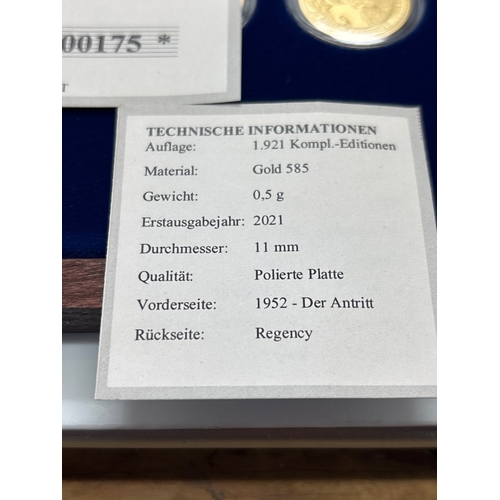 00175 *
TECHNISCHE INFORMATIONEN
Auflage: 1.921 Kompl.-Editionen
Material: Gold 585
Gewicht: 0,5 g
Erstausgabejahr: 2021
Durchmesser: 11 mm
Qualität: Polierte Platte
Vorderseite: 1952 - Der Antritt
Rückseite: Regency